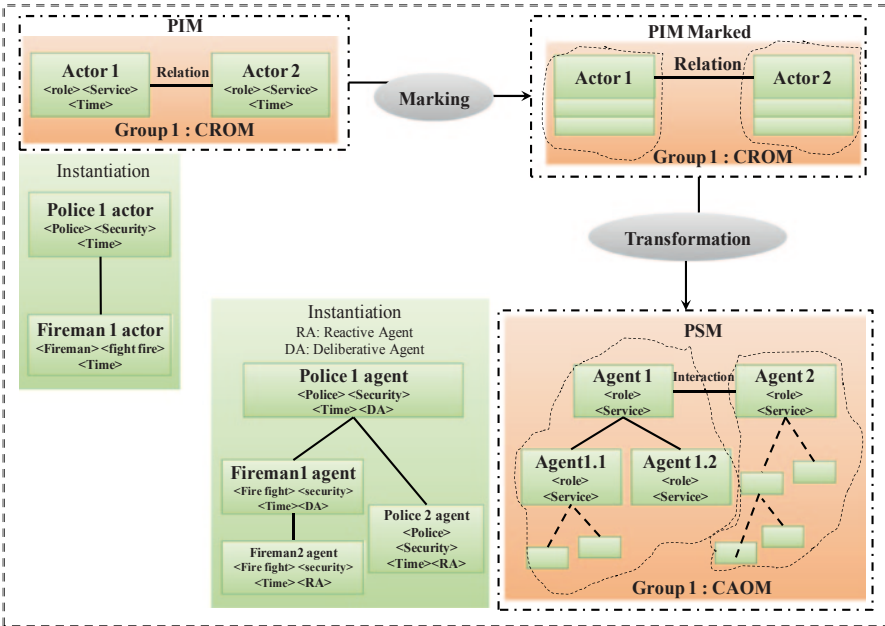 PIM
Actor 1
<role> <Service>
<Time>
Relation
Actor 2
<role> <Service>
<Time>
Group 1 : CROM
Marking
PIM Marked
Actor 1
Relation
Actor 2
Group 1 : CROM
Transformation
Instantiation
Police 1 actor
<Police> <Security>
<Time>
Fireman 1 actor
<Fireman> <fight fire>
<Time>
Instantiation
RA: Reactive Agent
DA: Deliberative Agent
Police 1 agent
<Police> <Security>
<Time> <DA>
Fireman1 agent
<Fire fight> <security>
<Time><DA>
Fireman2 agent
<Fire fight> <security>
<Time> <RA>
Police 2 agent
<Police>
<Security>
<Time> <RA>
PSM
Agent 1
<role>
<Service>
Interaction
Agent 2
<role>
<Service>
Agent1.1
<role>
<Service>
Agent 1.2
<role>
<Service>
Group 1 : CAOM